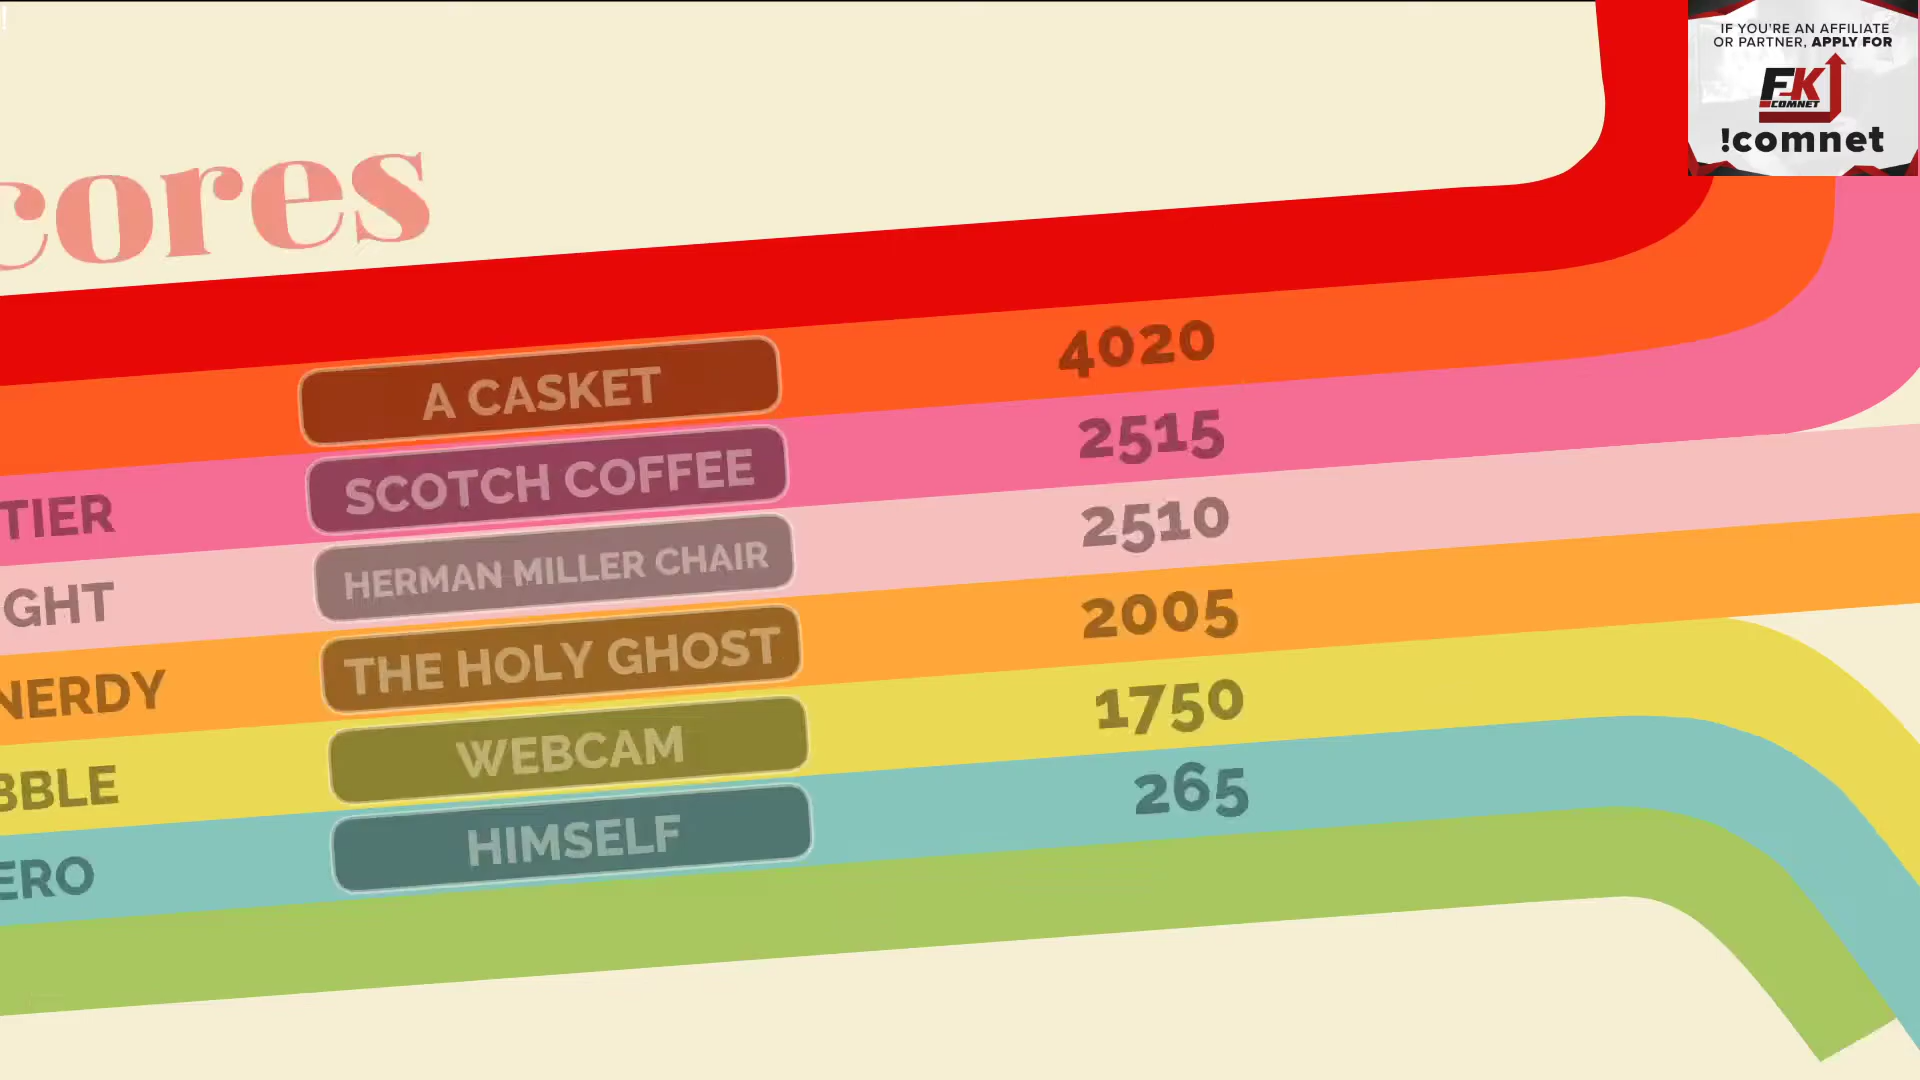 !
IF YOU'RE AN AFFILIATE
OR PARTNER, APPLY FOR
FK
!COMNET
!comnet
cores
A CASKET 4020
TIER SCOTCH COFFEE 2515
GHT HERMAN MILLER CHAIR 2510
NERDY THE HOLY GHOST 2005
BBLE WEBCAM 1750
ERO HIMSELF 265